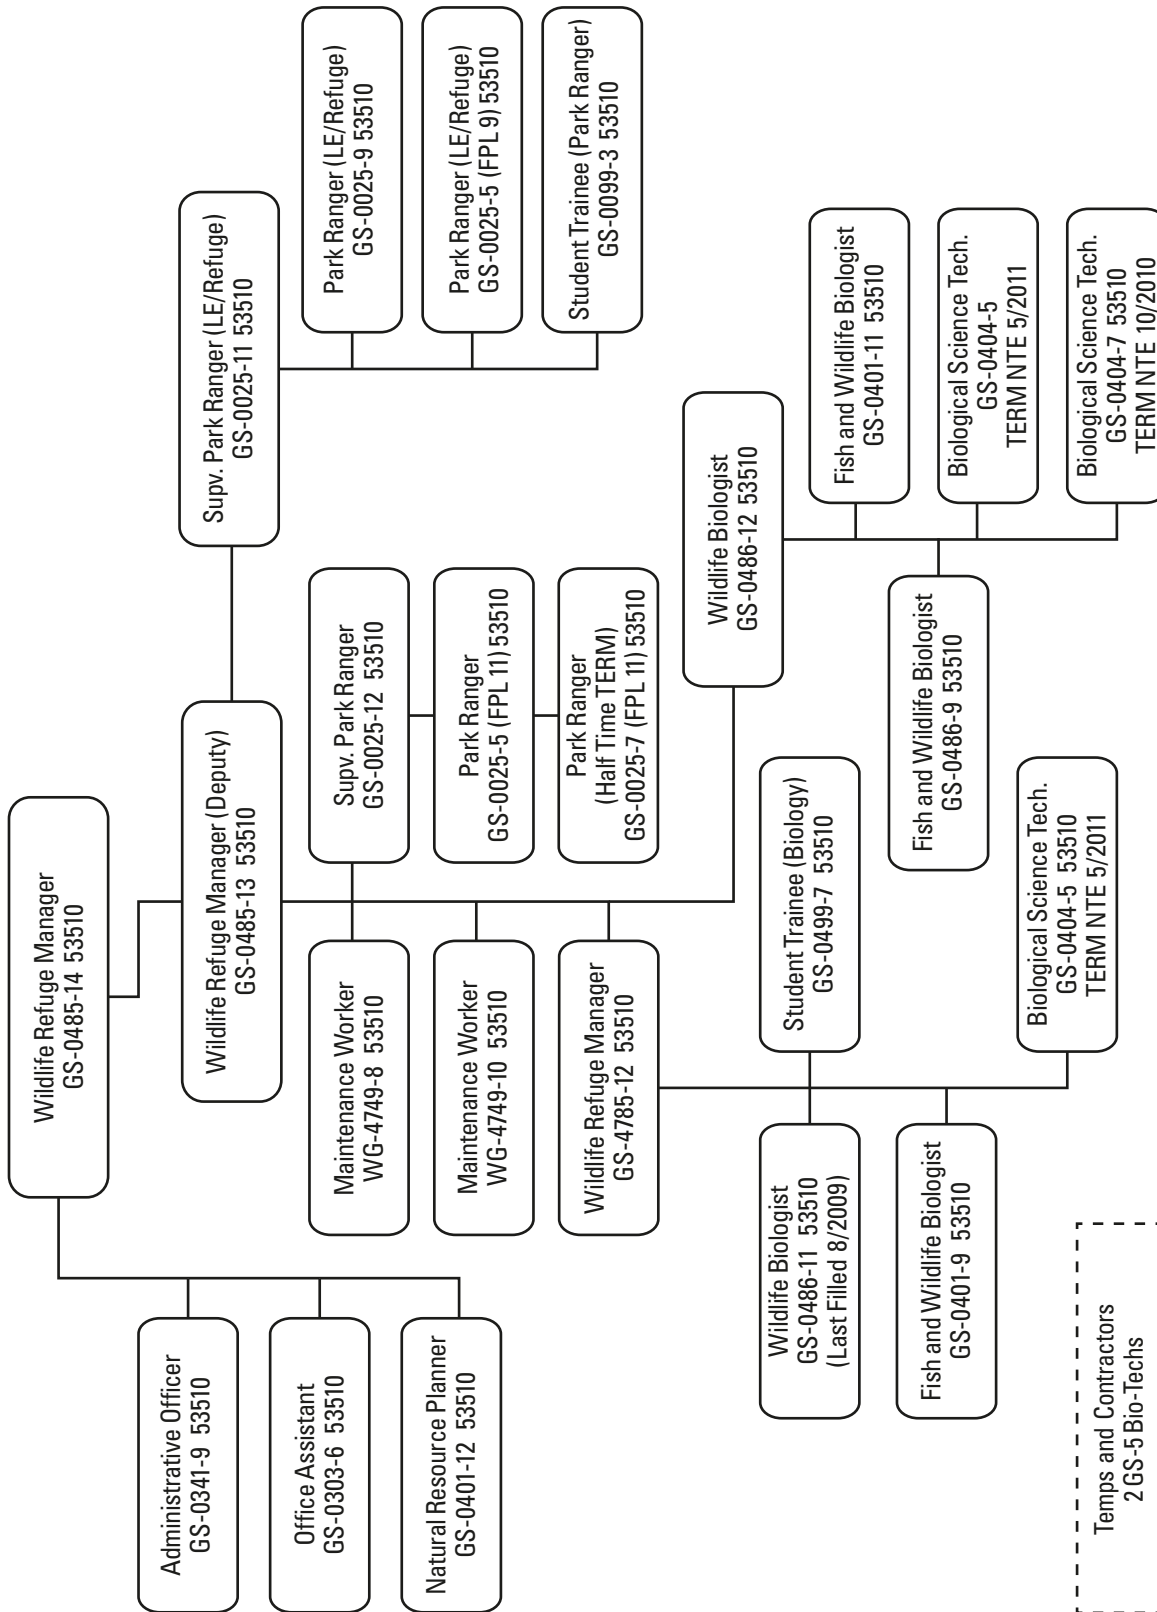 Wildlife Refuge Manager
GS-0485-14 53510
Administrative Officer
GS-0341-9 53510
Office Assistant
GS-0303-6 53510
Natural Resource Planner
GS-0401-12 53510
Wildlife Refuge Manager (Deputy)
GS-0485-13 53510
Supv. Park Ranger (LE/Refuge)
GS-0025-11 53510
Park Ranger (LE/Refuge)
GS-0025-9 53510
Park Ranger (LE/Refuge)
GS-0025-5 (FPL 9) 53510
Student Trainee (Park Ranger)
GS-0099-3 53510
Maintenance Worker
WG-4749-8 53510
Maintenance Worker
WG-4749-10 53510
Wildlife Refuge Manager
GS-4785-12 53510
Supv. Park Ranger
GS-0025-12 53510
Park Ranger
GS-0025-5 (FPL 11) 53510
Park Ranger
(Half Time TERM)
GS-0025-7 (FPL 11) 53510
Wildlife Biologist
GS-0486-11 53510
(Last Filled 8/2009)
Student Trainee (Biology)
GS-0499-7 53510
Fish and Wildlife Biologist
GS-0401-9 53510
Biological Science Tech.
GS-0404-5 53510
TERM NTE 5/2011
Wildlife Biologist
GS-0486-12 53510
Fish and Wildlife Biologist
GS-0401-11 53510
Fish and Wildlife Biologist
GS-0486-9 53510
Biological Science Tech.
GS-0404-5
TERM NTE 5/2011
Biological Science Tech.
GS-0404-7 53510
TERM NTE 10/2010
Temps and Contractors
2 GS-5 Bio-Techs